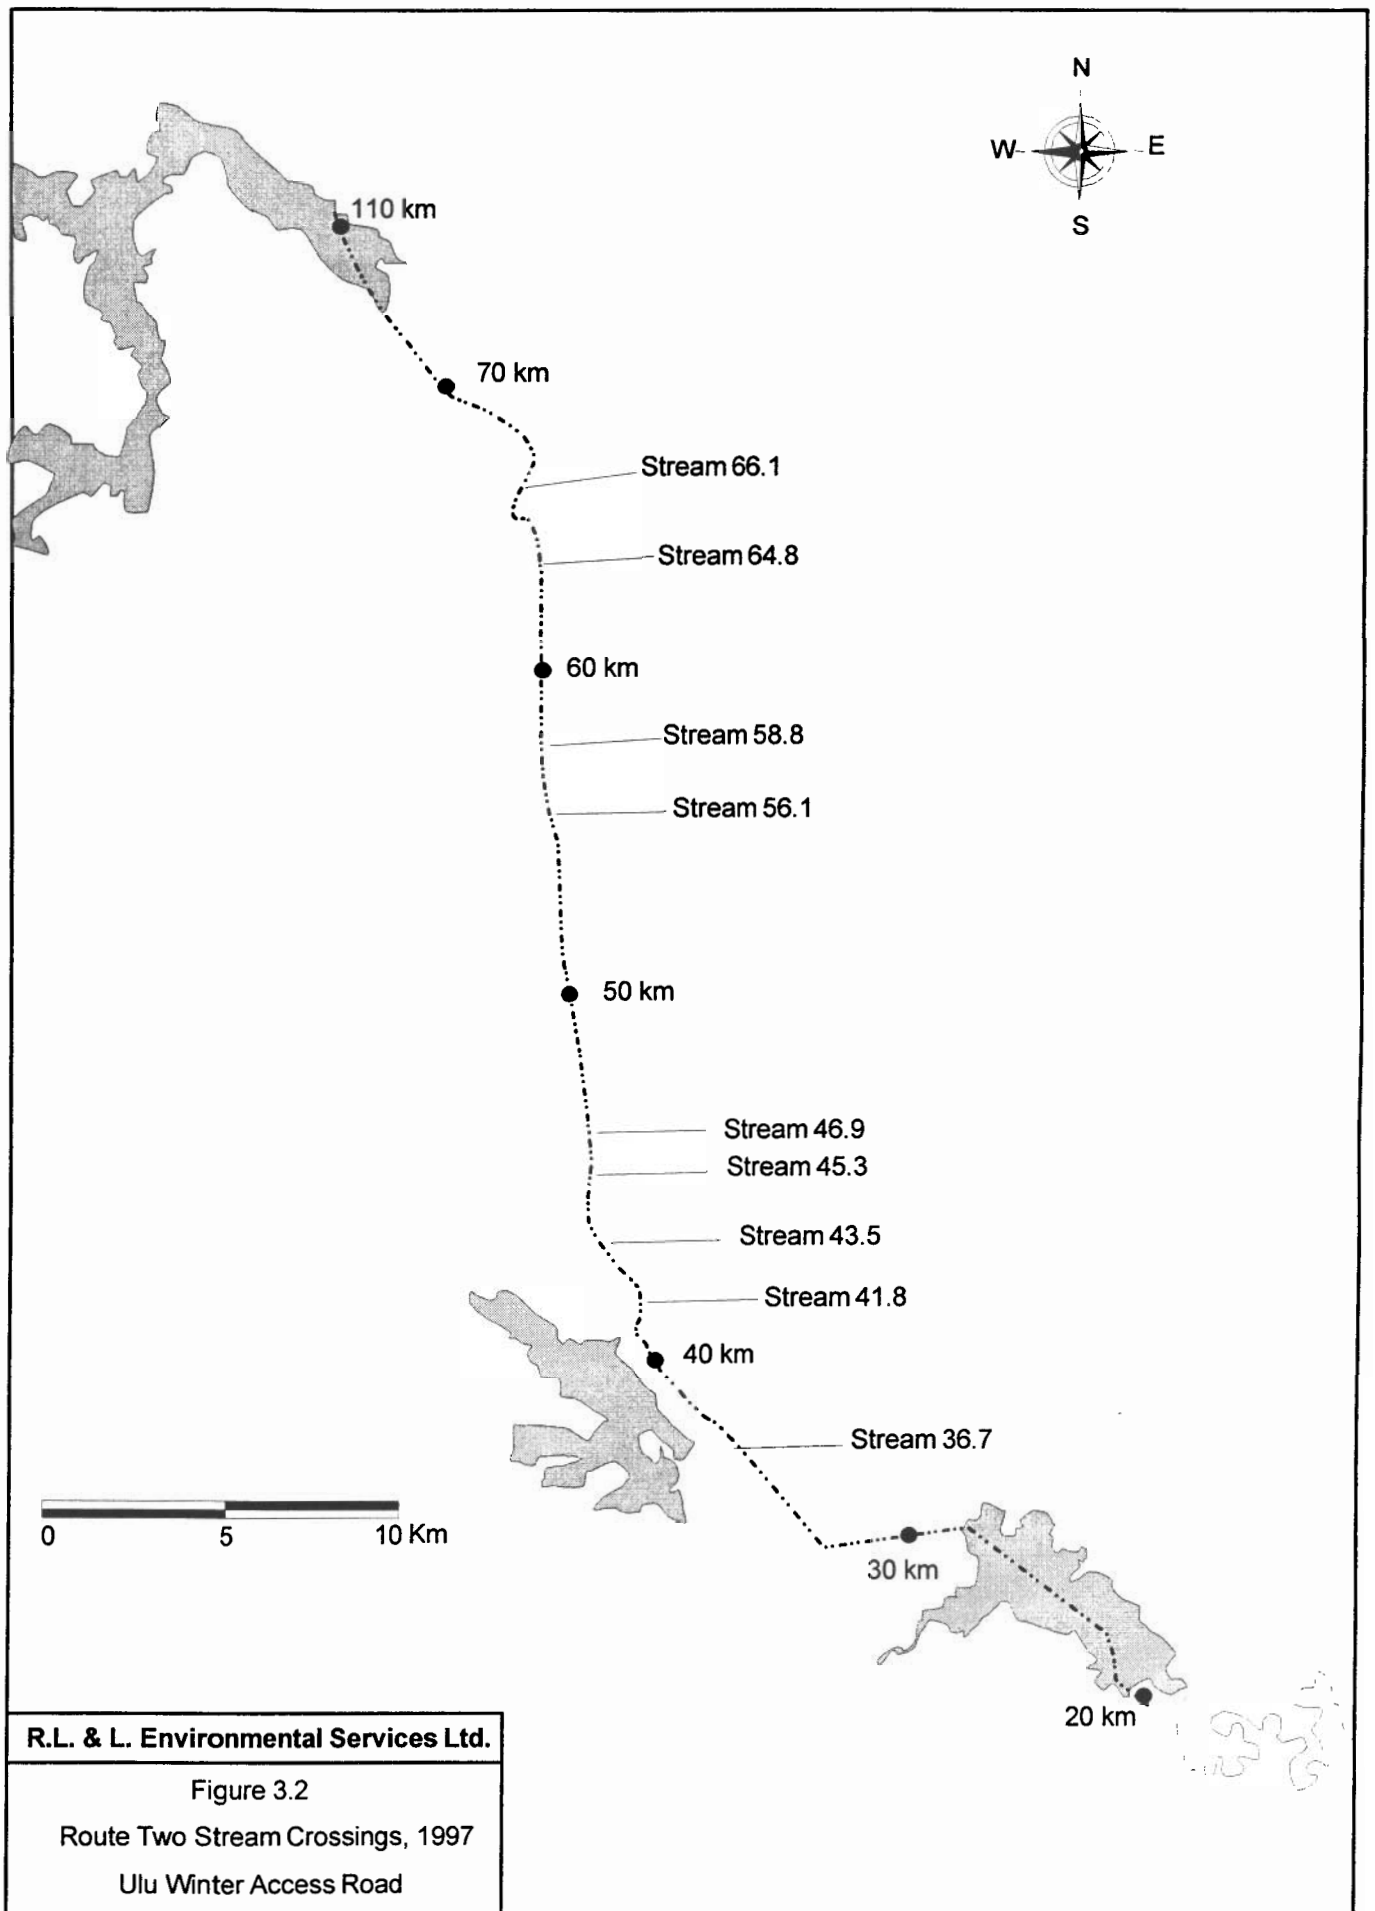 N
W E
S
110 km
70 km
Stream 66.1
Stream 64.8
60 km
Stream 58.8
Stream 56.1
50 km
Stream 46.9
Stream 45.3
Stream 43.5
Stream 41.8
40 km
Stream 36.7
0 5 10 Km
30 km
20 km
R.L. & L. Environmental Services Ltd.
Figure 3.2
Route Two Stream Crossings, 1997
Ulu Winter Access Road